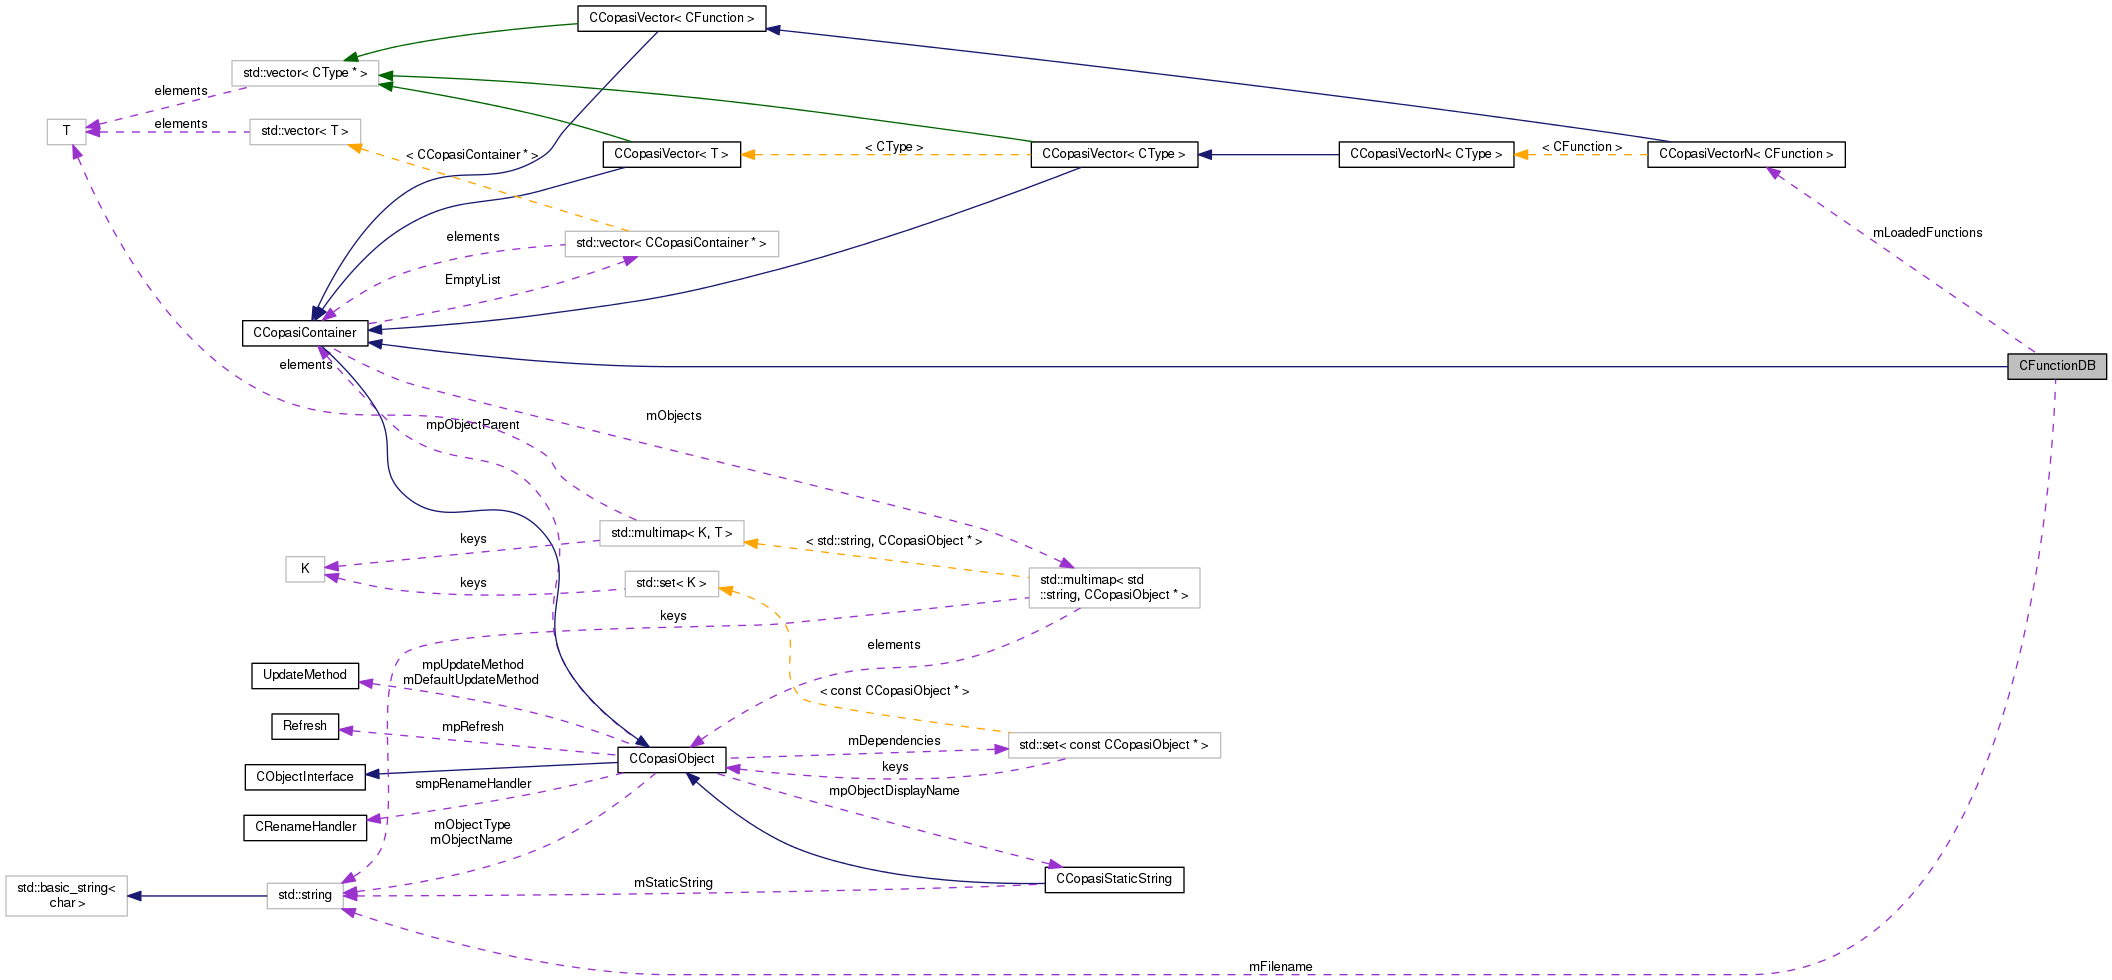 CCopasiVector< CFunction >
std::vector< CType * >
elements
T
elements
std::vector< T >
< CCopasiContainer * >
CCopasiVector< T >
< CType >
CCopasiVector< CType >
CCopasiVectorN< CType >
< CFunction >
CCopasiVectorN< CFunction >
mLoadedFunctions
elements
std::vector< CCopasiContainer * >
EmptyList
CCopasiContainer
elements
CFunctionDB
mpObjectParent
mObjects
keys
std::multimap< K, T >
< std::string, CCopasiObject * >
K
keys
std::set< K >
std::multimap< std
::string, CCopasiObject * >
keys
elements
UpdateMethod
mpUpdateMethod
mDefaultUpdateMethod
< const CCopasiObject * >
Refresh
mpRefresh
CCopasiObject
mDependencies
std::set< const CCopasiObject * >
keys
CObjectInterface
smpRenameHandler
mpObjectDisplayName
CRenameHandler
mObjectType
mObjectName
std::basic_string<
char >
std::string
mStaticString
CCopasiStaticString
mFilename